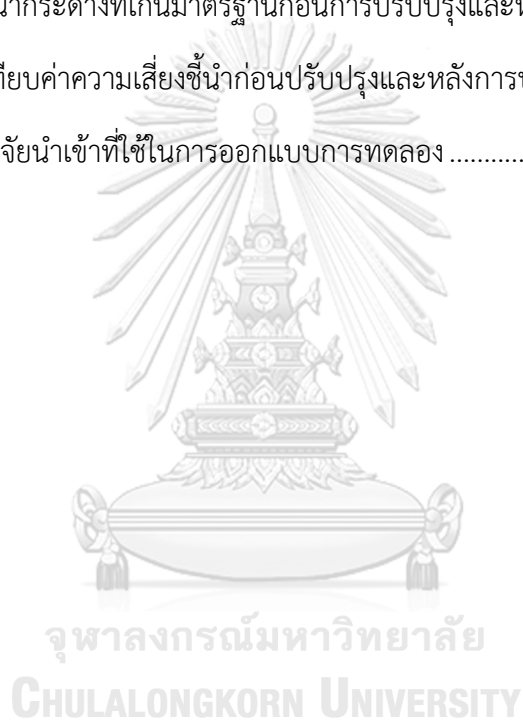 น้ำกระด้างที่เกินมาตรฐานก่อนการปรับปรุงและห
ทียบค่าความเสี่ยงชี้นำก่อนปรับปรุงและหลังการป
จัยนำเข้าที่ใช้ในการออกแบบการทดลอง ............
จุฬาลงกรณ์มหาวิทยาลัย
CHULALONGKORN UNIVERSITY